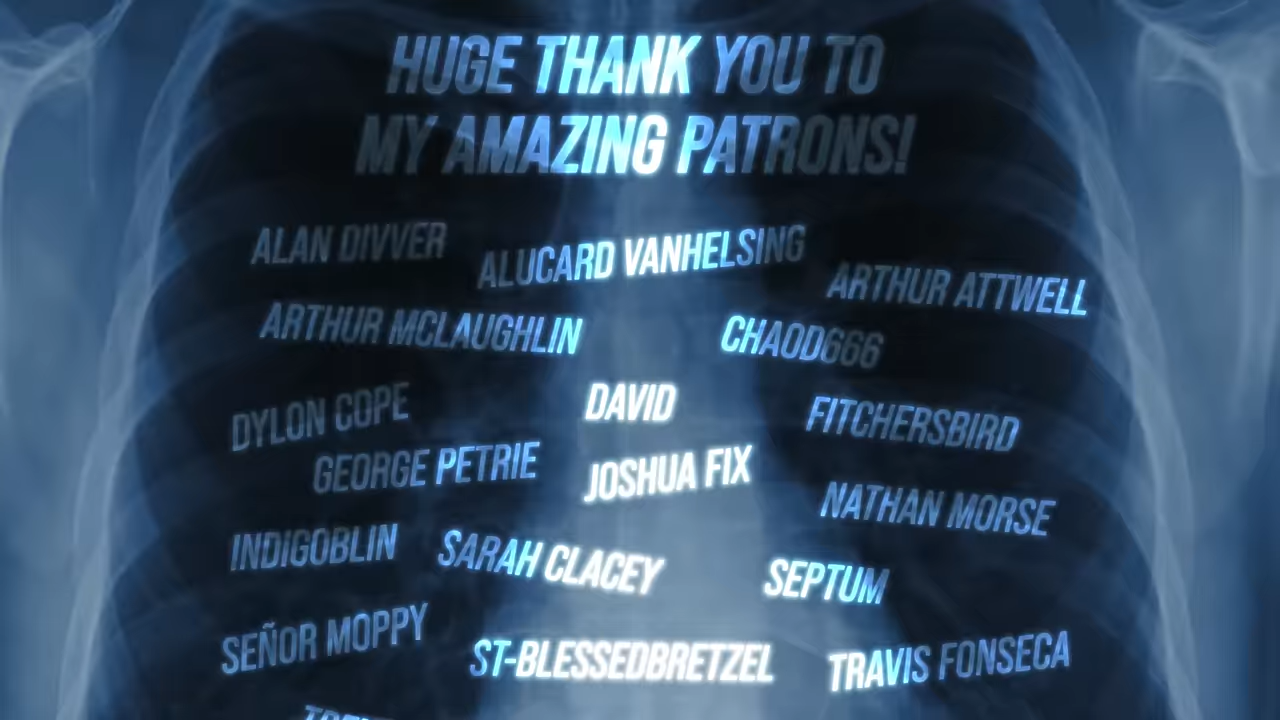 HUGE THANK YOU TO
MY AMAZING PATRONS!
ALAN DIVVER
ALUCARD VANHELSING
ARTHUR ATTWELL
ARTHUR MCLAUGHLIN
CHAOD666
DYLON COPE
DAVID
FITCHERSBIRD
GEORGE PETRIE
JOSHUA FIX
NATHAN MORSE
INDIGOBLIN
SARAH CLACEY
SEPTUM
SEÑOR MOPPY
ST-BLESSEDBRETZEL
TRAVIS FONSECA